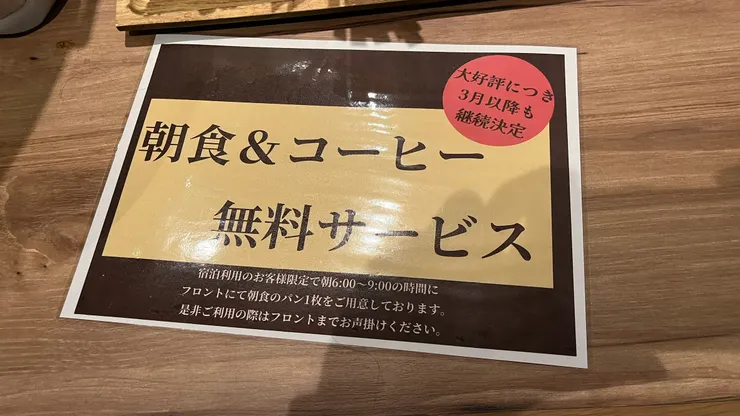 大好評につき
3月以降も
継続決定
朝食＆コーヒー
無料サービス
宿泊利用のお客様限定で朝6:00～9:00の時間に
フロントにて朝食のパン1枚をご用意しております。
是非ご利用の際はフロントまでお声掛けください。